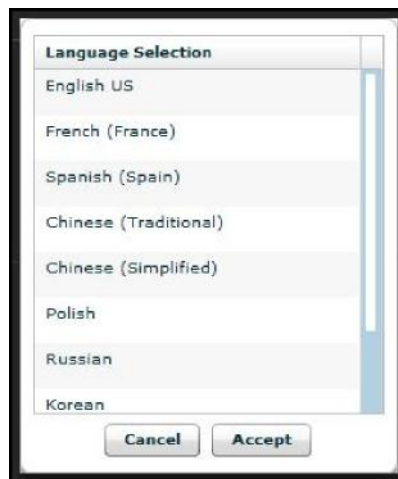 Language Selection
English US
French (France)
Spanish (Spain)
Chinese (Traditional)
Chinese (Simplified)
Polish
Russian
Korean
Cancel Accept